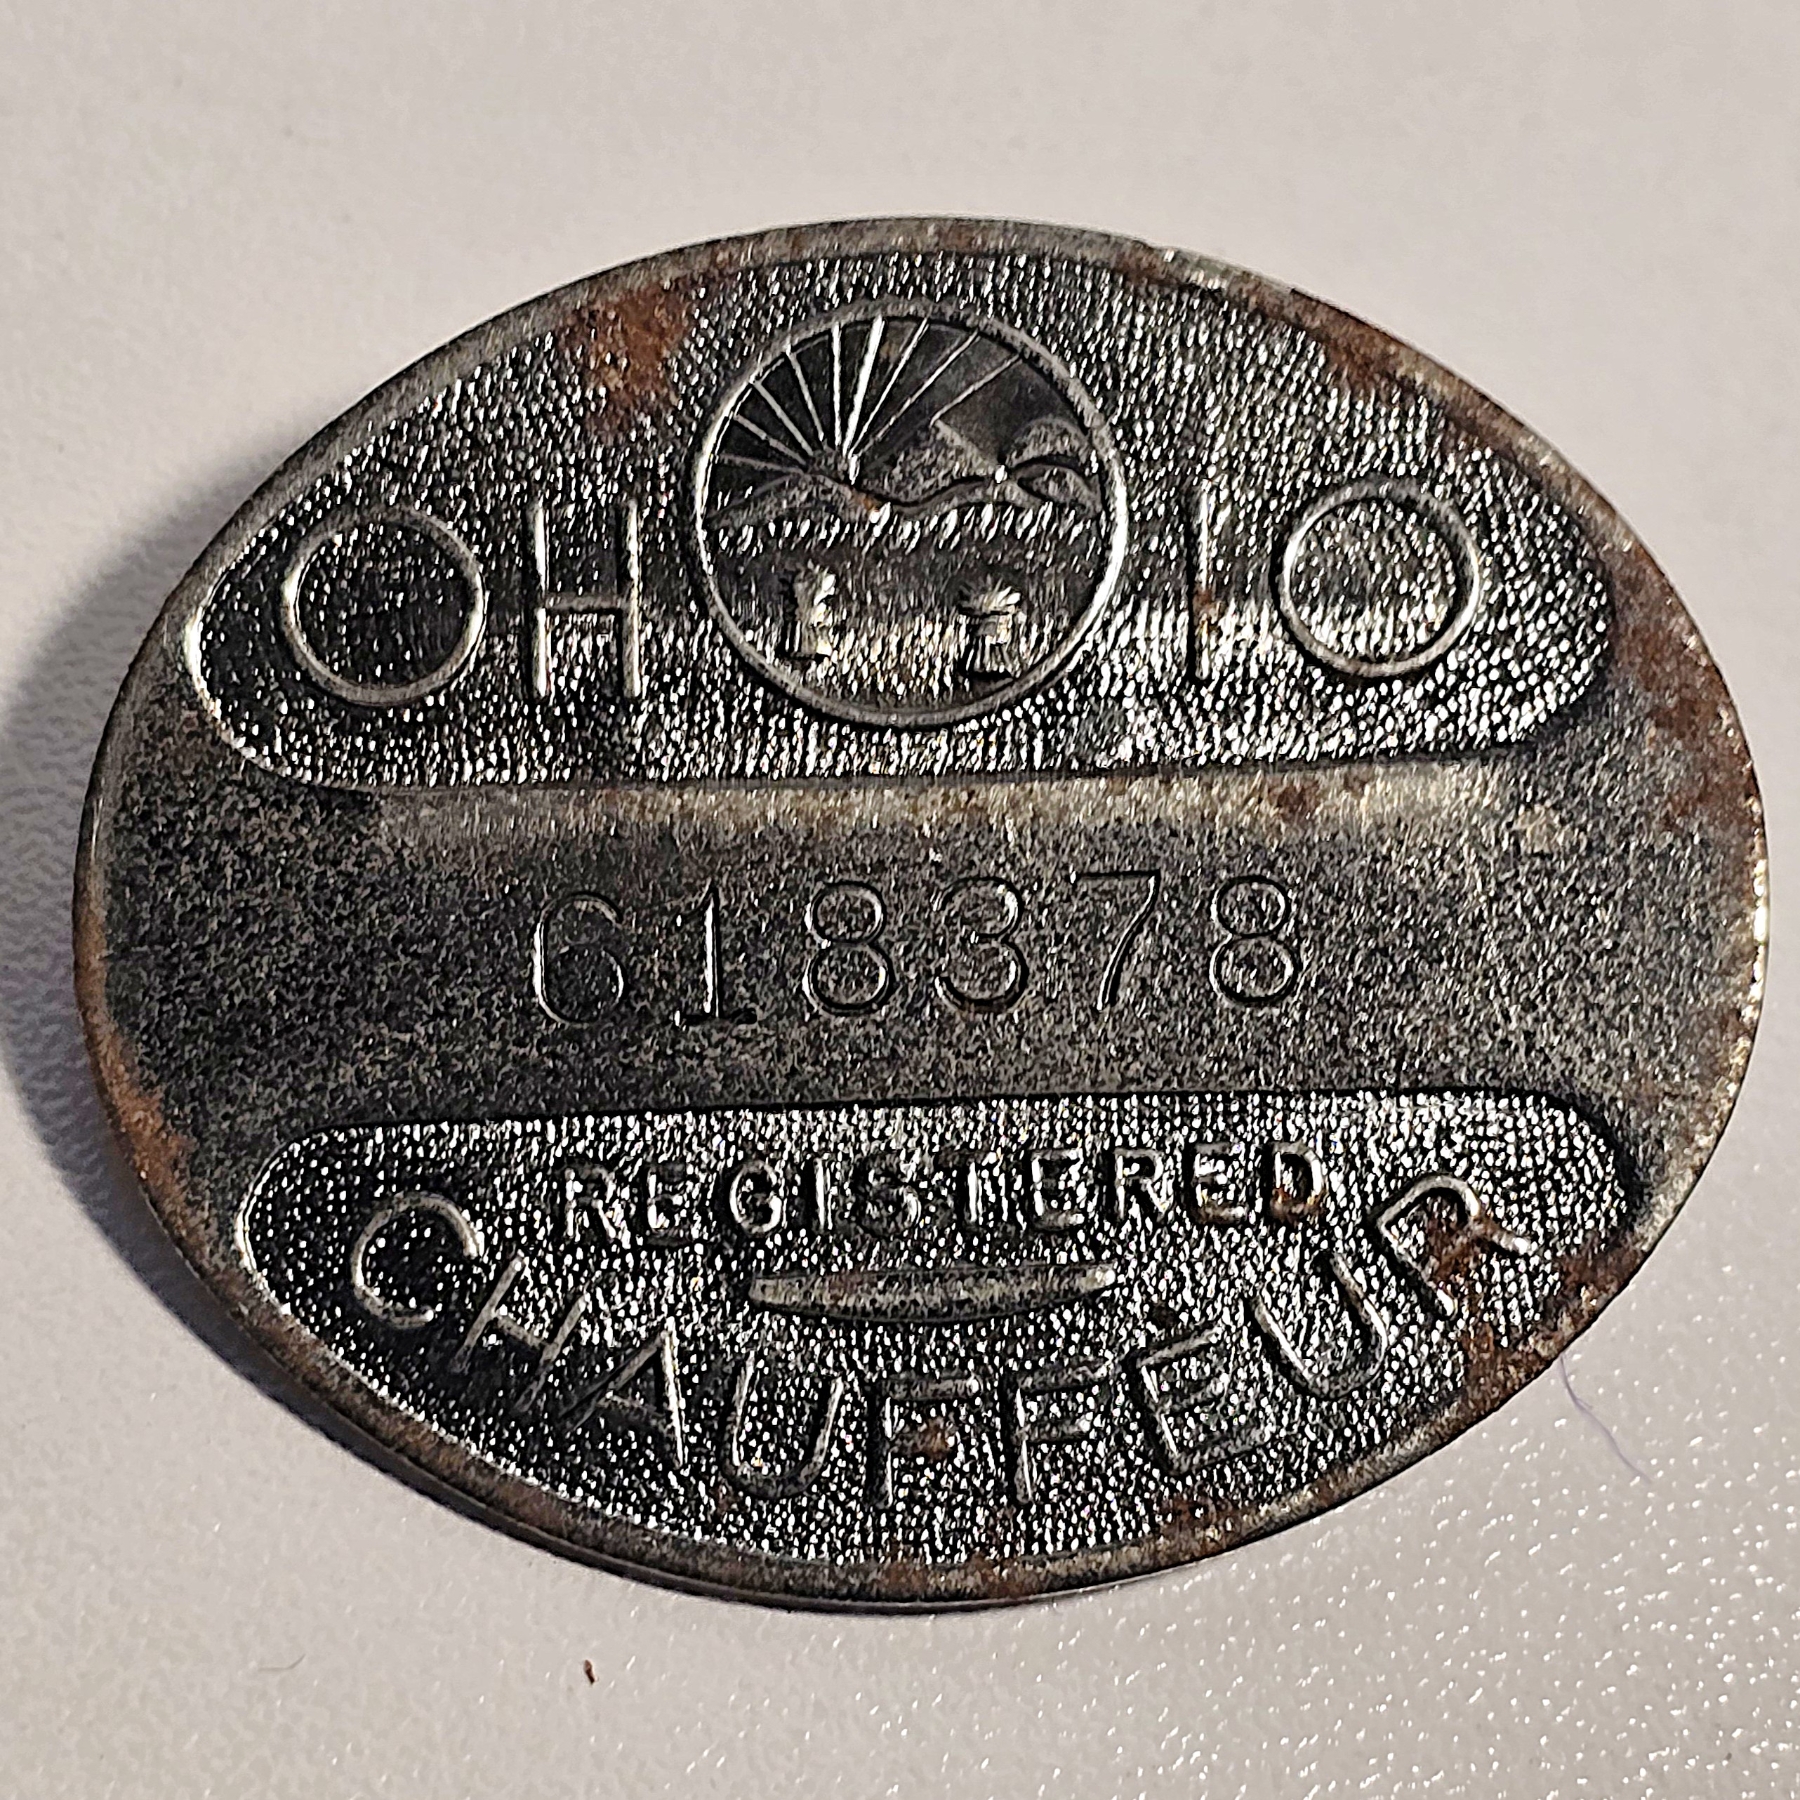 OHIO
618378
REGISTERED
CHAUFFEUR